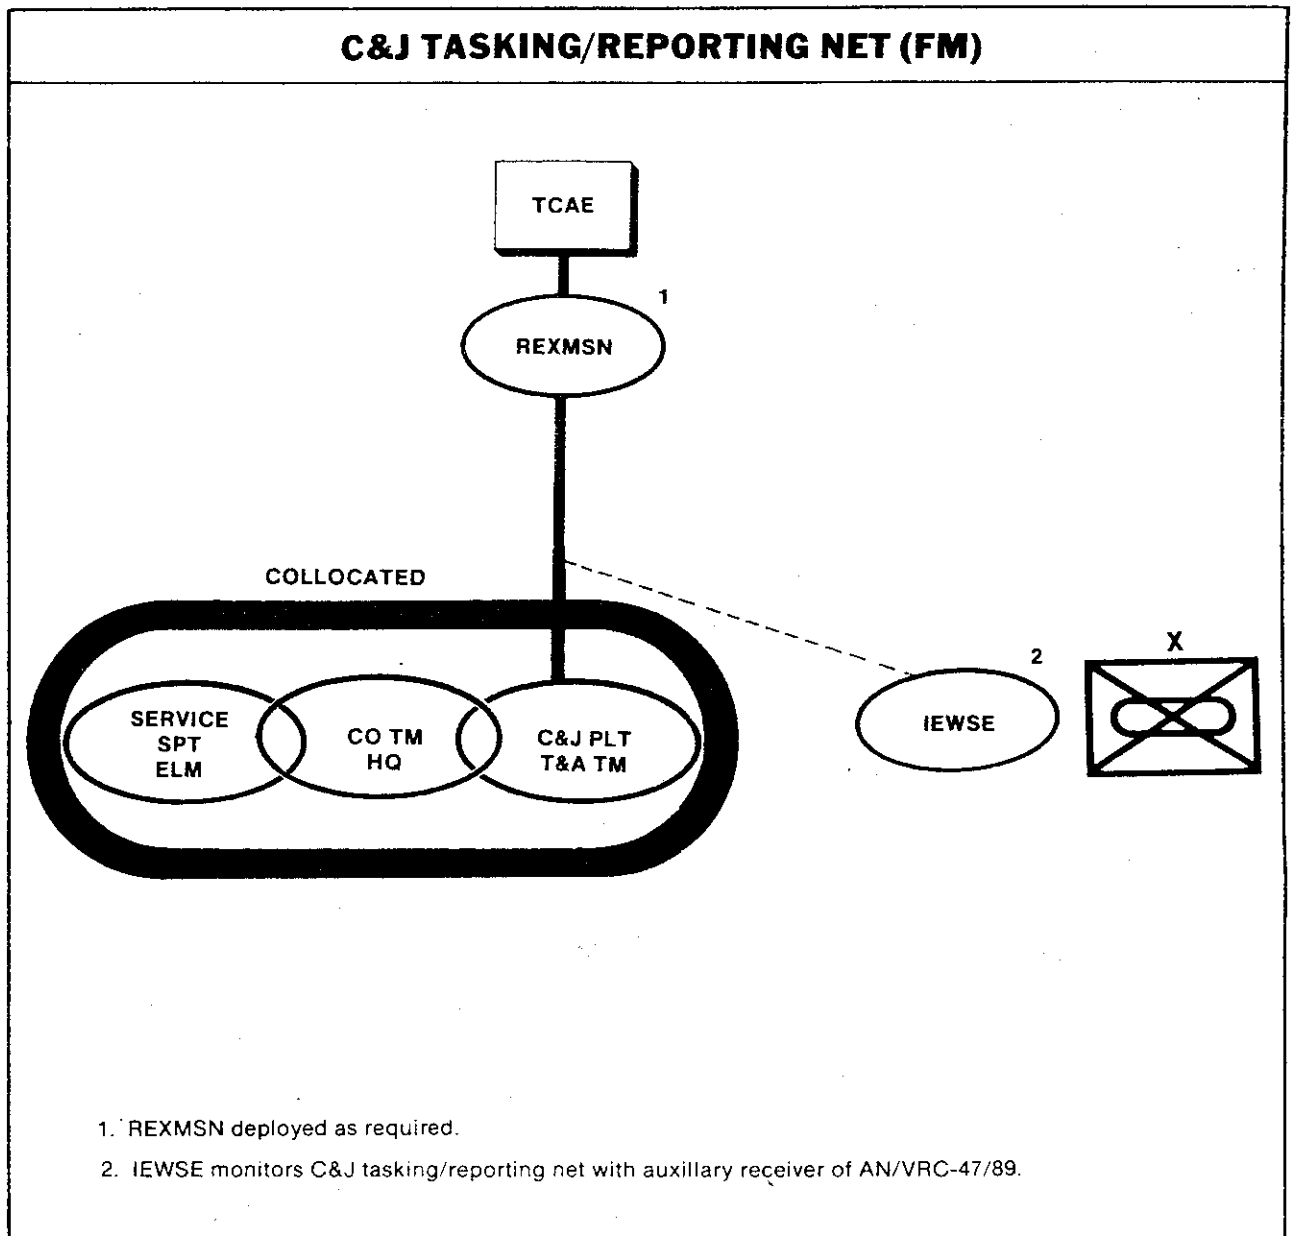 C&J TASKING/REPORTING NET (FM)
TCAE
1
REXMSN
COLLOCATED
2
X
SERVICE
SPT
ELM
CO TM
HQ
C&J PLT
T&A TM
IEWSE
1. REXMSN deployed as required.
2. IEWSE monitors C&J tasking/reporting net with auxillary receiver of AN/VRC-47/89.